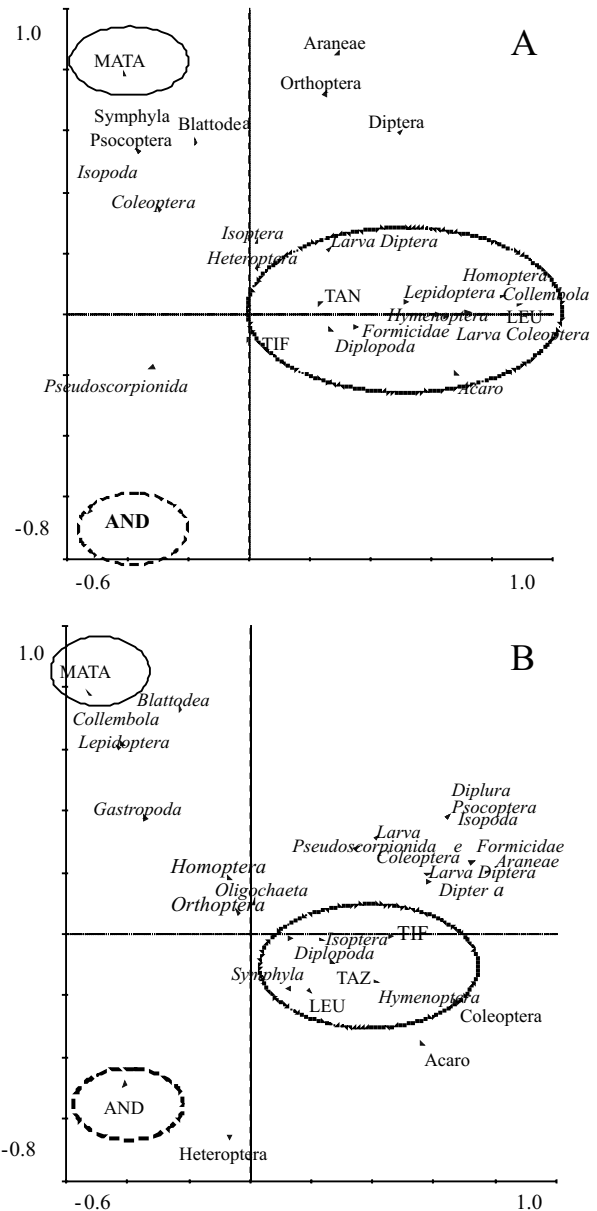 1.0
A
Araneae
MATA
Orthoptera
Symphyla
Blattodea
Diptera
Psocoptera
Isopoda
Coleoptera
Isoptera
Larva Diptera
Heteroptera
Homoptera
TAN
Lepidoptera
Collembola
Hymenoptera
LEU
TIF
Formicidae
Larva Coleoptera
Diplopoda
Pseudoscorpionida
Acaro
AND
-0.8
-0.6
1.0
1.0
B
MATA
Blattodea
Collembola
Lepidoptera
Diplura
Gastropoda
Psocoptera
Isopoda
Larva
Pseudoscorpionida e
Formicidae
Coleoptera
Araneae
Homoptera
Larva Diptera
Oligochaeta
Dipter a
Orthoptera
Isoptera
TIF
Diplopoda
Symphyla
TAZ
LEU
Hymenoptera
Coleoptera
Acaro
AND
-0.8
Heteroptera
-0.6
1.0